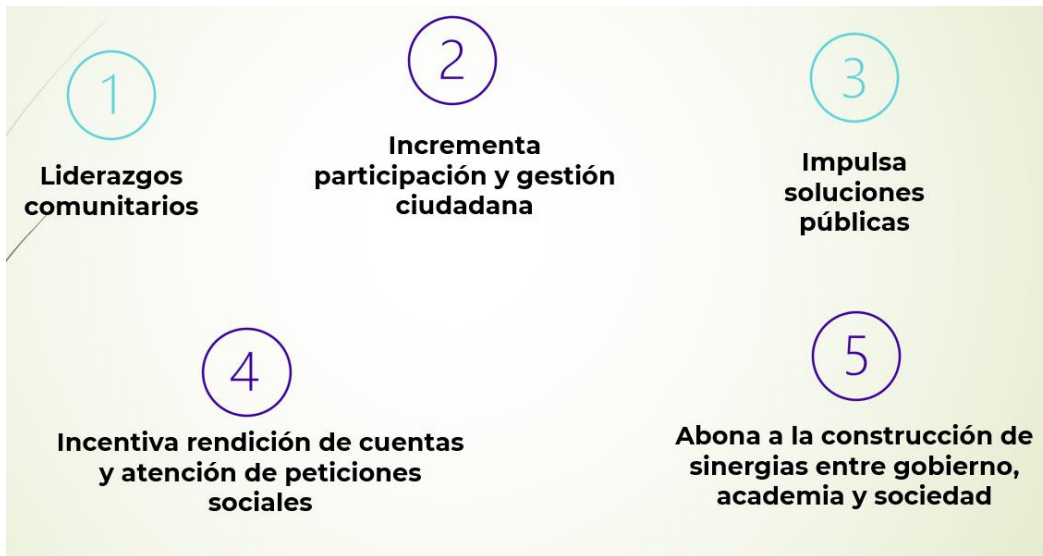 1
Liderazgos
comunitarios
2
Incrementa
participación y gestión
ciudadana
3
Impulsa
soluciones
públicas
4
Incentiva rendición de cuentas
y atención de peticiones
sociales
5
Abona a la construcción de
sinergias entre gobierno,
academia y sociedad